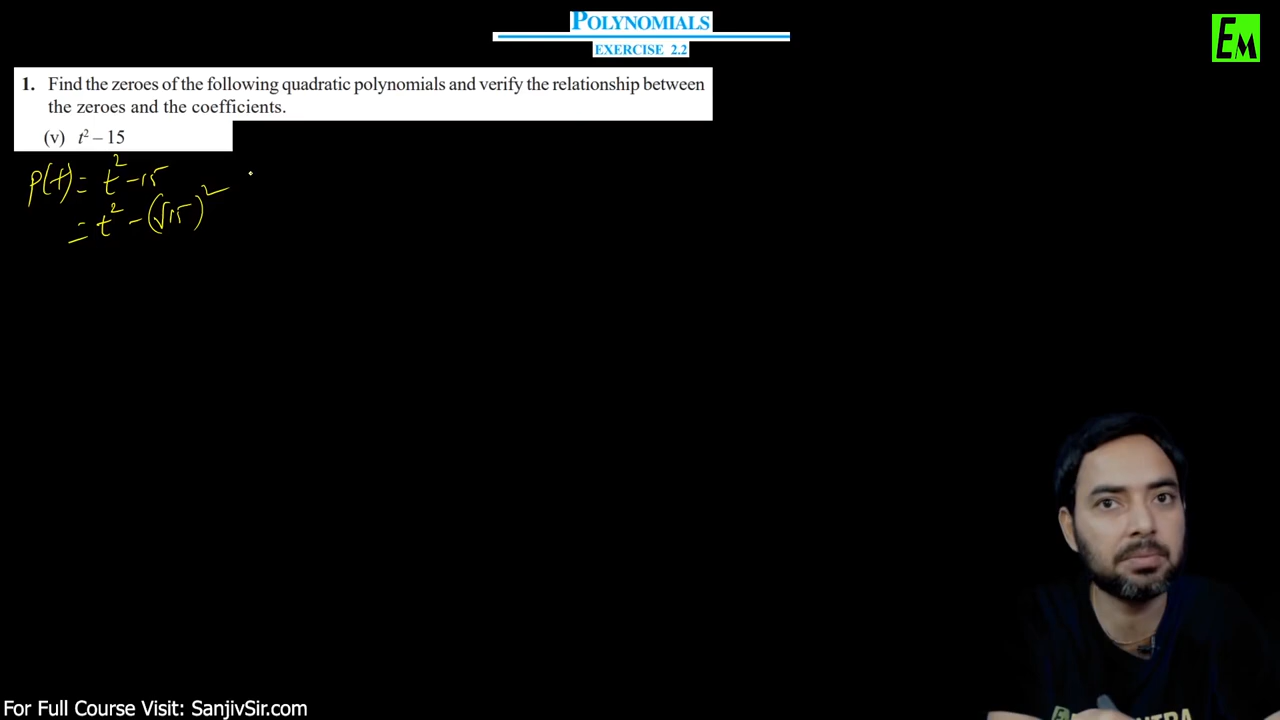 POLYNOMIALS
EXERCISE 2.2
EM
1. Find the zeroes of the following quadratic polynomials and verify the relationship between
the zeroes and the coefficients.
(v) t² – 15
p(t) = t² - 15
= t² - (√15)²
For Full Course Visit: SanjivSir.com